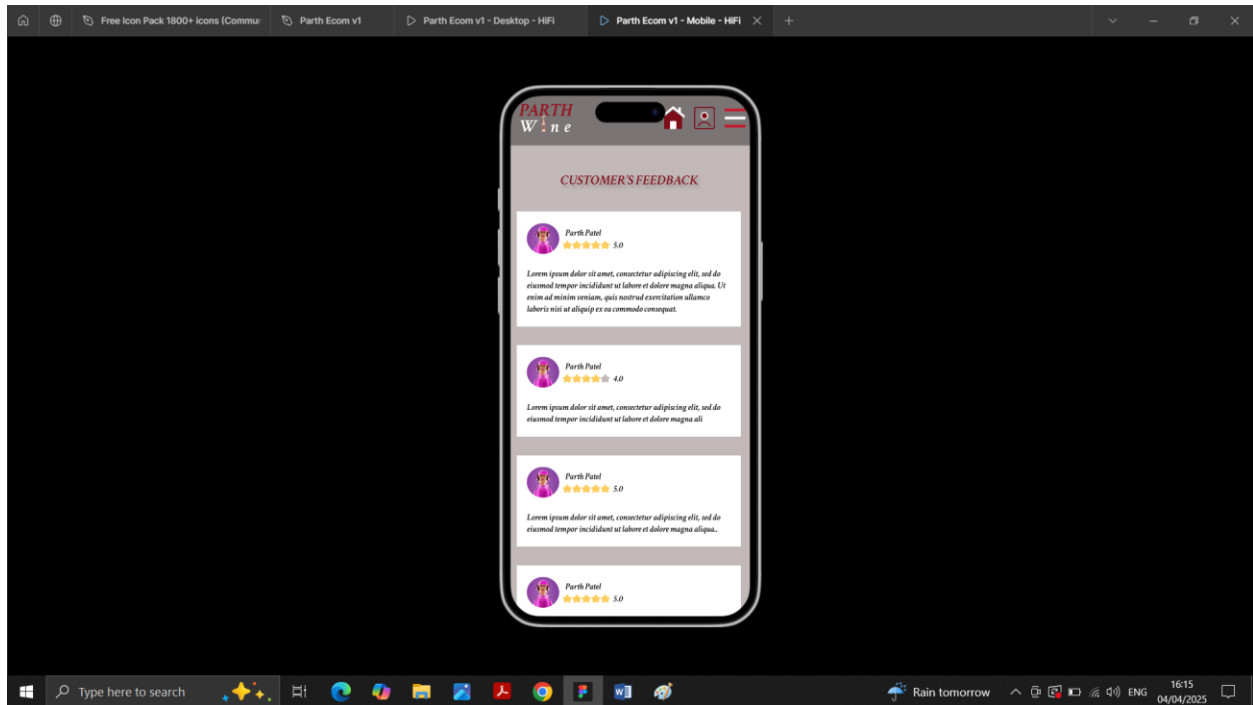 Free Icon Pack 1800+ icons (Commu
Parth Ecom v1
Parth Ecom v1 - Desktop - HiFi
Parth Ecom v1 - Mobile - HiFi
PARTH
W i n e
CUSTOMER'S FEEDBACK
Parth Patel
5.0
Lorem ipsum dolor sit amet, consectetur adipiscing elit, sed do
eiusmod tempor incididunt ut labore et dolore magna aliqua. Ut
enim ad minim veniam, quis nostrud exercitation ullamco
laboris nisi ut aliquip ex ea commodo consequat.
Parth Patel
4.0
Lorem ipsum dolor sit amet, consectetur adipiscing elit, sed do
eiusmod tempor incididunt ut labore et dolore magna ali
Parth Patel
5.0
Lorem ipsum dolor sit amet, consectetur adipiscing elit, sed do
eiusmod tempor incididunt ut labore et dolore magna aliqua..
Parth Patel
5.0
Type here to search
Rain tomorrow
ENG
16:15
04/04/2025